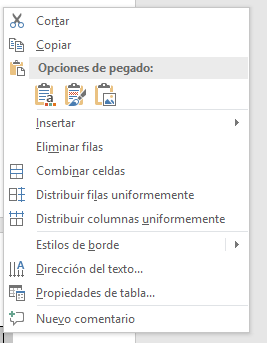 Cortar
Copiar
Opciones de pegado:
Insertar
Eliminar filas
Combinar celdas
Distribuir filas uniformemente
Distribuir columnas uniformemente
Estilos de borde
Dirección del texto...
Propiedades de tabla...
Nuevo comentario